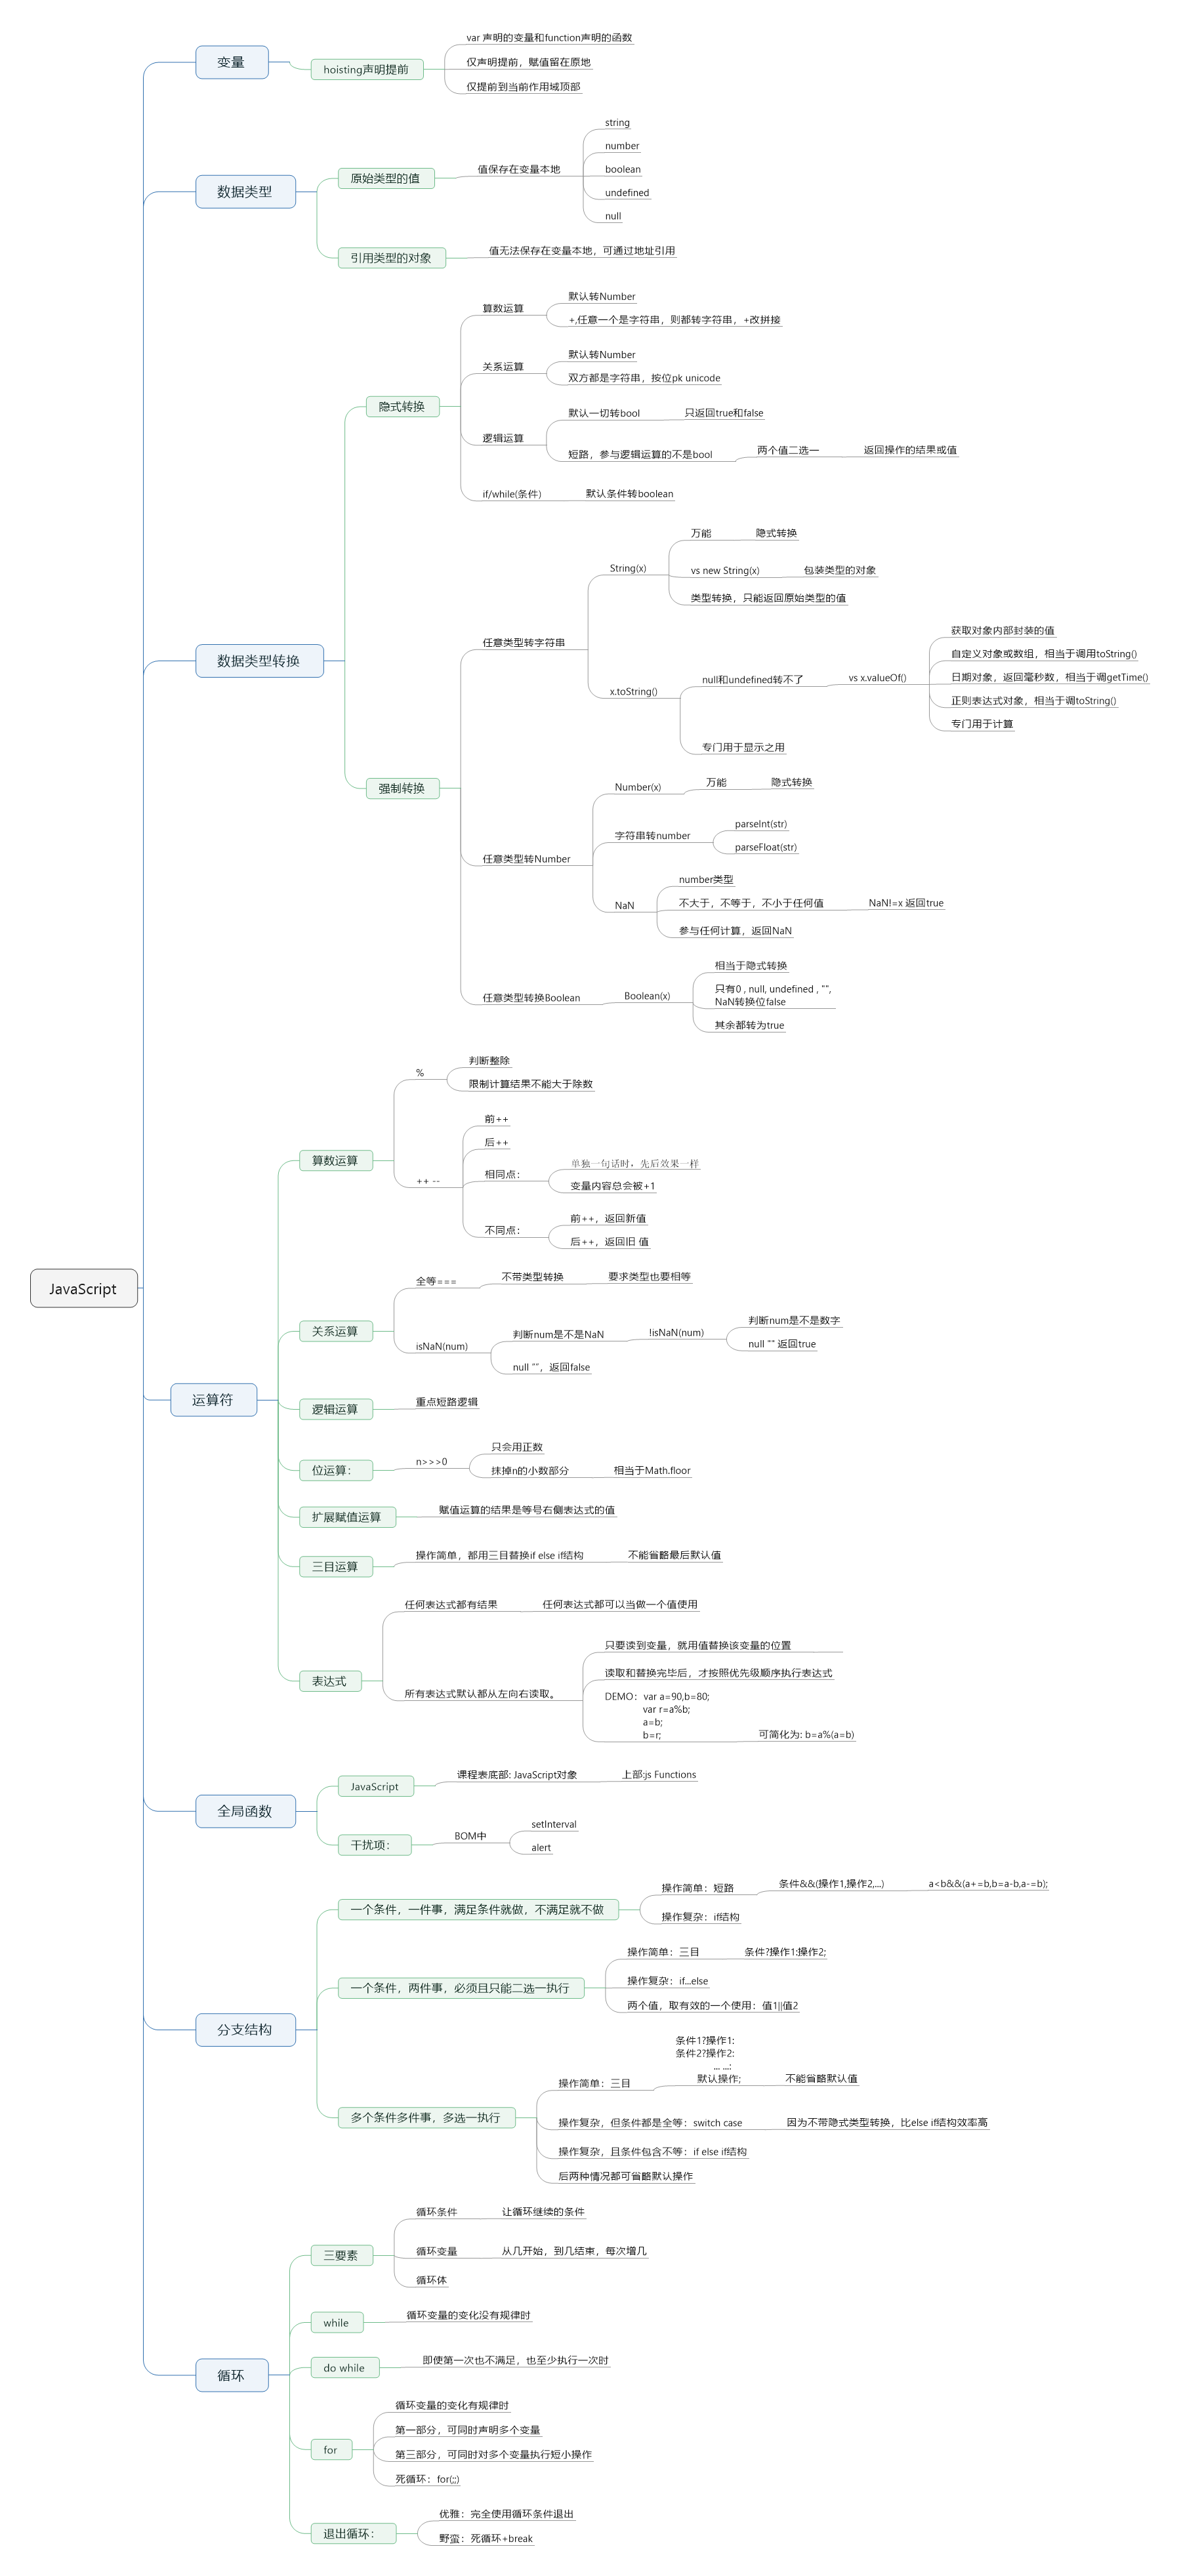 变量
hoisting声明提前
var 声明的变量和function声明的函数
仅声明提前，赋值留在原地
仅提前到当前作用域顶部
数据类型
原始类型的值
值保存在变量本地
string
number
boolean
undefined
null
引用类型的对象
值无法保存在变量本地，可通过地址引用
数据类型转换
隐式转换
算数运算
默认转Number
+,任意一个是字符串，则都转字符串，+改拼接
关系运算
默认转Number
双方都是字符串，按位pk unicode
逻辑运算
默认一切转bool
只返回true和false
短路，参与逻辑运算的不是bool
两个值二选一
返回操作的结果或值
if/while(条件)
默认条件转boolean
强制转换
任意类型转字符串
String(x)
万能
隐式转换
vs new String(x)
包装类型的对象
类型转换，只能返回原始类型的值
x.toString()
null和undefined转不了
vs x.valueOf()
获取对象内部封装的值
自定义对象或数组，相当于调用toString()
日期对象，返回毫秒数，相当于调getTime()
正则表达式对象，相当于调toString()
专门用于计算
专门用于显示之用
任意类型转Number
Number(x)
万能
隐式转换
字符串转number
parseInt(str)
parseFloat(str)
NaN
number类型
不大于，不等于，不小于任何值
NaN!=x 返回true
参与任何计算，返回NaN
任意类型转换Boolean
Boolean(x)
相当于隐式转换
只有0 , null, undefined , "",
NaN转换位false
其余都转为true
JavaScript
运算符
算数运算
%
判断整除
限制计算结果不能大于除数
++ --
前++
后++
相同点：
单独一句话时，先后效果一样
变量内容总会被+1
不同点：
前++，返回新值
后++，返回旧 值
关系运算
全等===
不带类型转换
要求类型也要相等
isNaN(num)
判断num是不是NaN
!isNaN(num)
判断num是不是数字
null "" 返回true
null ""，返回false
逻辑运算
重点短路逻辑
位运算：
n>>>0
只会用正数
抹掉n的小数部分
相当于Math.floor
扩展赋值运算
赋值运算的结果是等号右侧表达式的值
三目运算
操作简单，都用三目替换if else if结构
不能省略最后默认值
表达式
任何表达式都有结果
任何表达式都可以当做一个值使用
所有表达式默认都从左向右读取。
只要读到变量，就用值替换该变量的位置
读取和替换完毕后，才按照优先级顺序执行表达式
DEMO：var a=90,b=80;
var r=a%b;
a=b;
b=r;
可简化为: b=a%(a=b)
全局函数
JavaScript
课程表底部: JavaScript对象
上部:js Functions
干扰项：
BOM中
setInterval
alert
分支结构
一个条件，一件事，满足条件就做，不满足就不做
操作简单：短路
条件&&(操作1,操作2,...)
a<b&&(a+=b,b=a-b,a-=b);
操作复杂：if结构
一个条件，两件事，必须且只能二选一执行
操作简单：三目
条件?操作1:操作2;
操作复杂：if...else
两个值，取有效的一个使用：值1||值2
多个条件多件事，多选一执行
操作简单：三目
条件1?操作1:
条件2?操作2:
... ...:
默认操作;
不能省略默认值
操作复杂，但条件都是全等：switch case
因为不带隐式类型转换，比else if结构效率高
操作复杂，且条件包含不等：if else if结构
后两种情况都可省略默认操作
循环
三要素
循环条件
让循环继续的条件
循环变量
从几开始，到几结束，每次增几
循环体
while
循环变量的变化没有规律时
do while
即使第一次也不满足，也至少执行一次时
for
循环变量的变化有规律时
第一部分，可同时声明多个变量
第三部分，可同时对多个变量执行短小操作
死循环：for(;;)
退出循环：
优雅：完全使用循环条件退出
野蛮：死循环+break